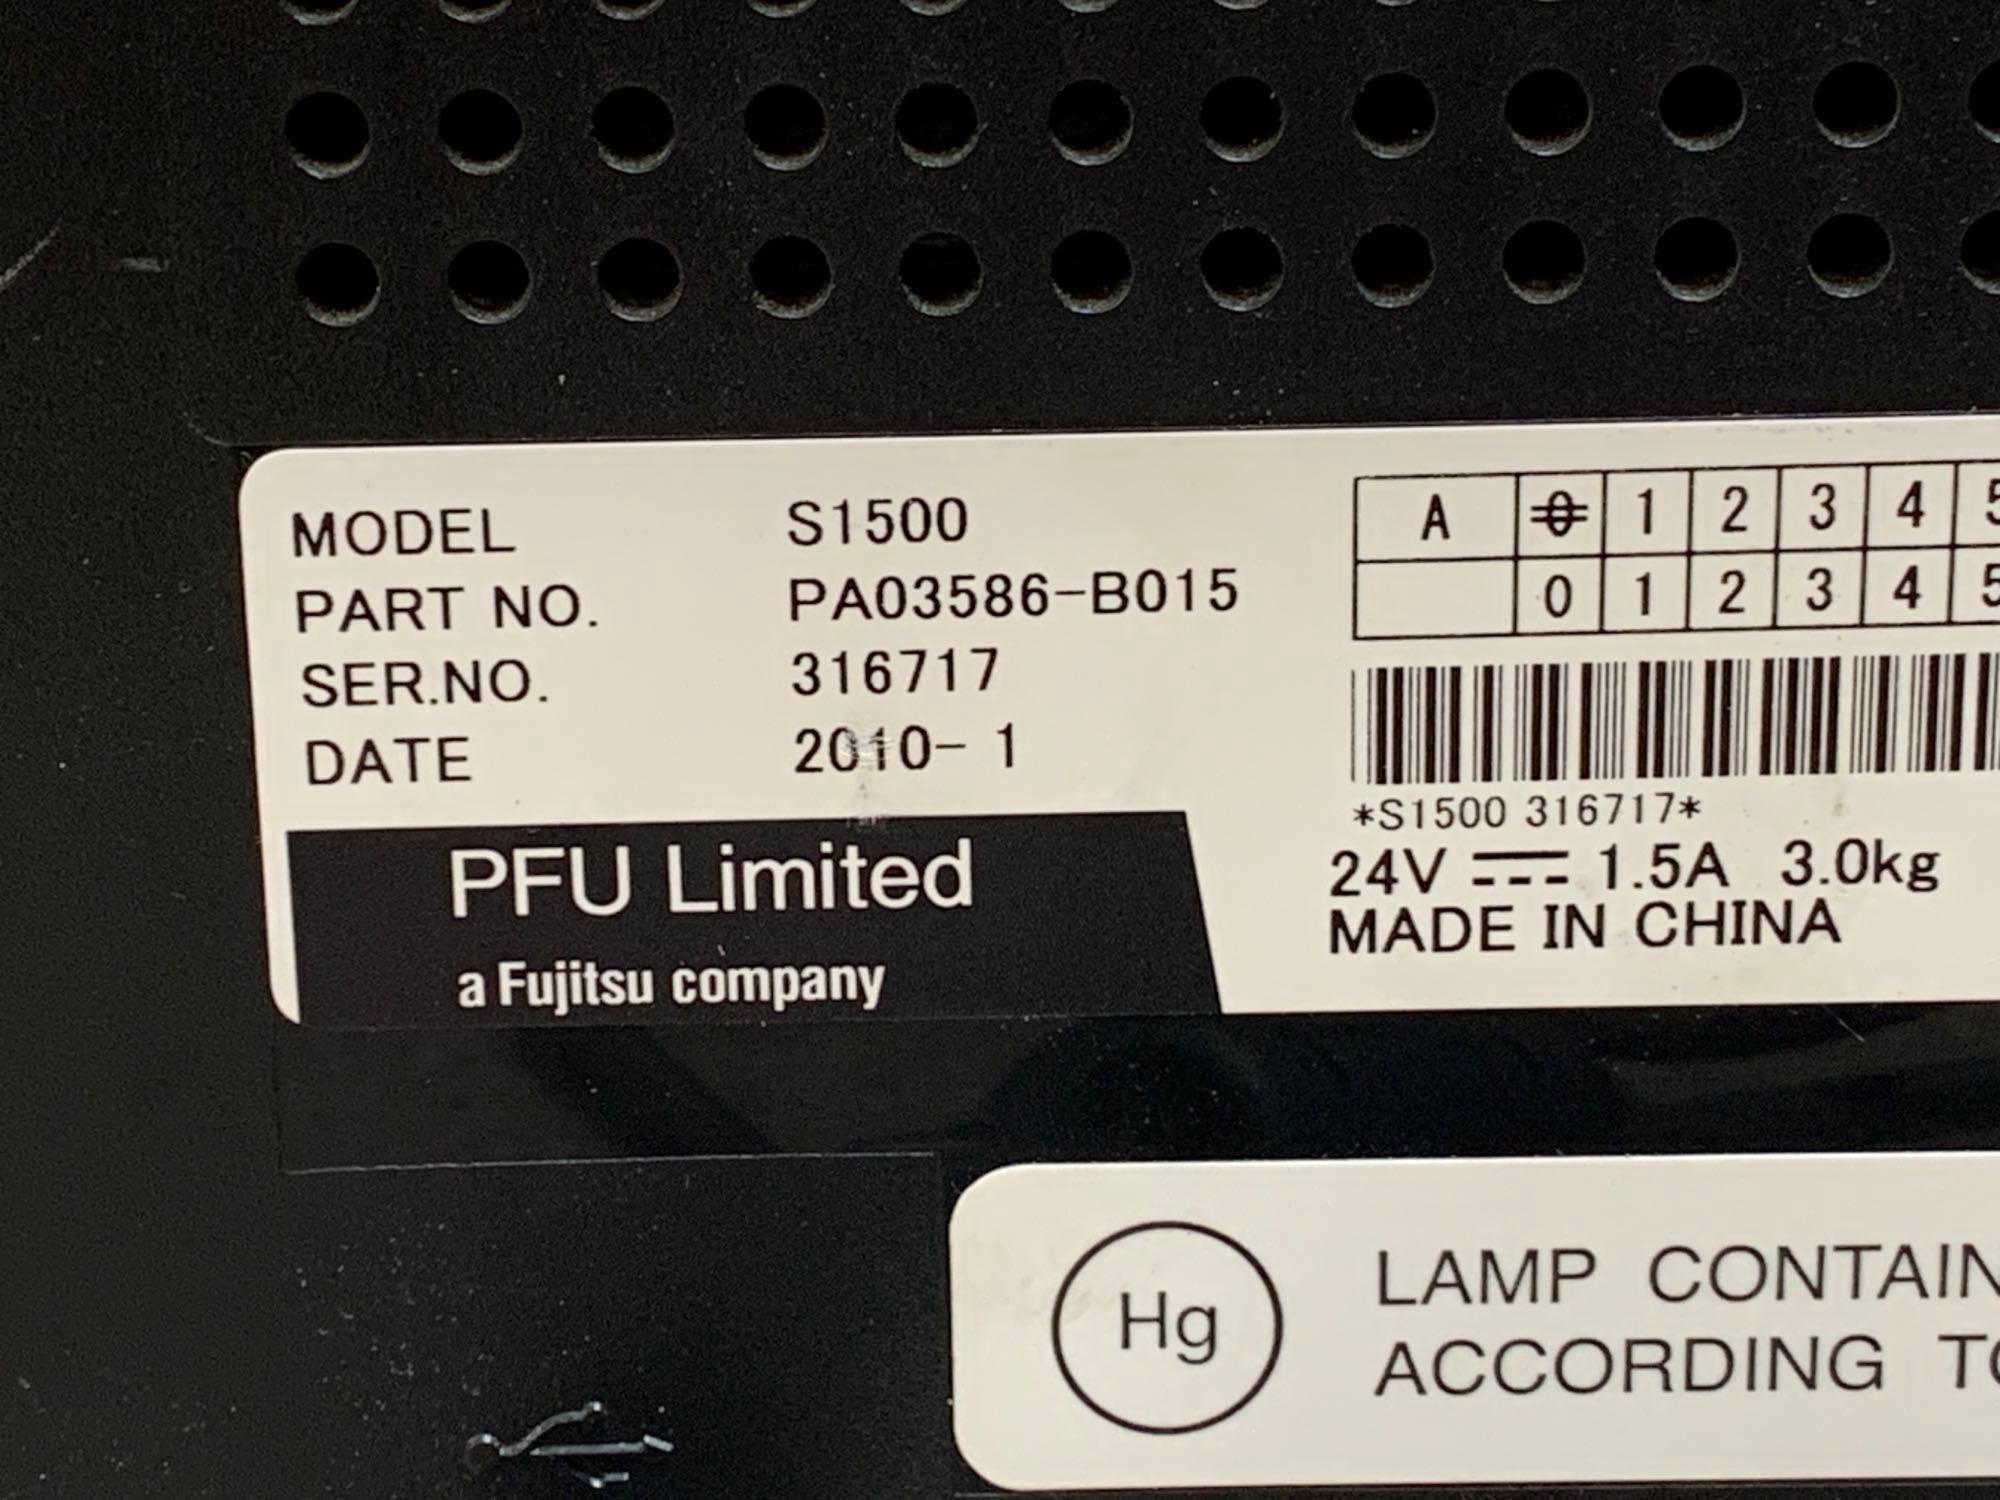 MODEL S1500
PART NO. PA03586-B015
SER.NO. 316717
DATE 2010- 1
PFU Limited
a Fujitsu company
A 0 1 2 3 4 5
0 1 2 3 4 5
*S1500 316717*
24V 1.5A 3.0kg
MADE IN CHINA
Hg
LAMP CONTAIN
ACCORDING TO